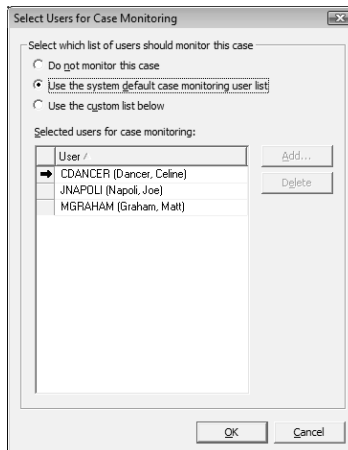 Select Users for Case Monitoring
Select which list of users should monitor this case
Do not monitor this case
Use the system default case monitoring user list
Use the custom list below
Selected users for case monitoring:
User
Add...
CDANCER (Dancer, Celine)
Delete
JNAPOLI (Napoli, Joe)
MGRAHAM (Graham, Matt)
OK
Cancel